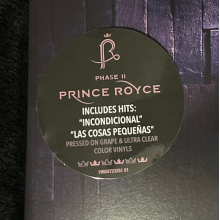 PHASE II
PRINCE ROYCE
INCLUDES HITS:
"INCONDICIONAL"
"LAS COSAS PEQUEÑAS"
PRESSED ON GRAPE & ULTRA CLEAR
COLOR VINYLS